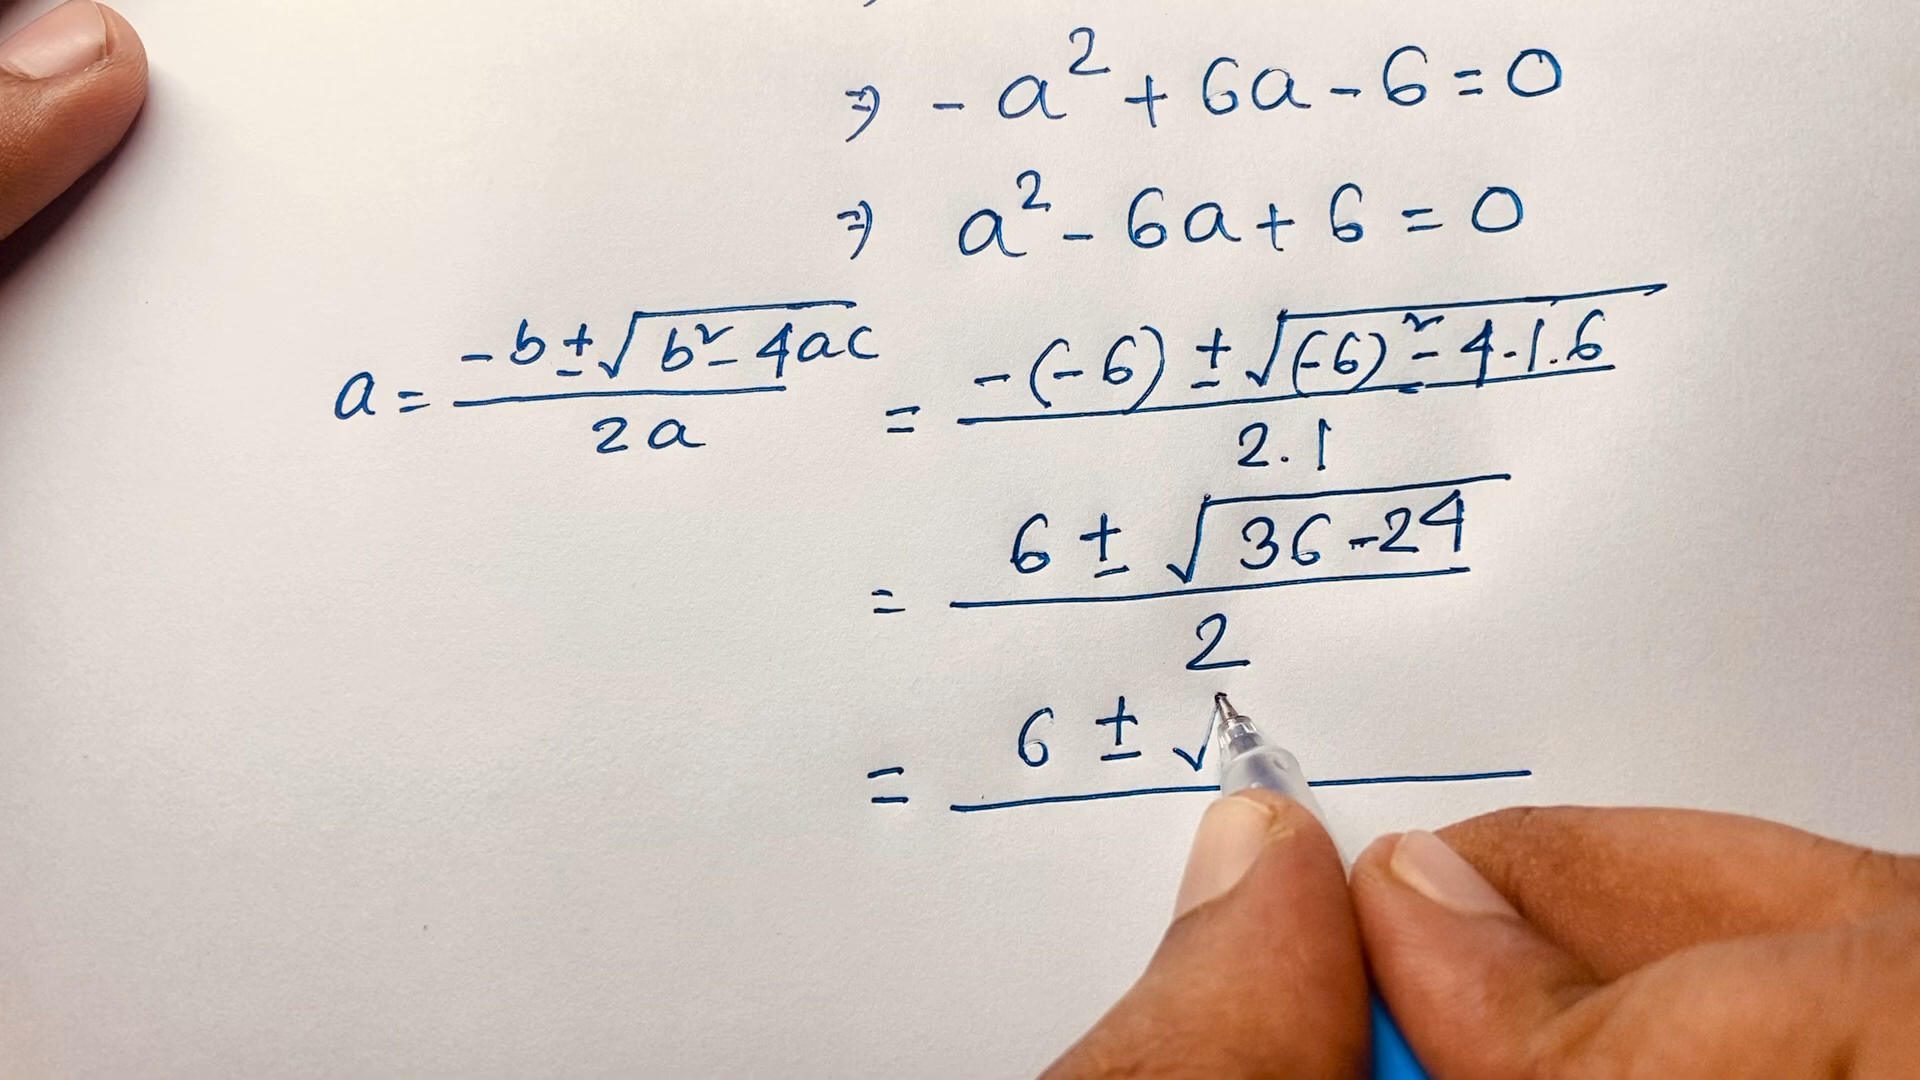 ⇒ - a² + 6a - 6 = 0
⇒ a² - 6a + 6 = 0
a = (-b ± √(b² - 4ac)) / 2a = (-(-6) ± √((-6)² - 4·1·6)) / 2·1
= (6 ± √(36 - 24)) / 2
= 6 ± √